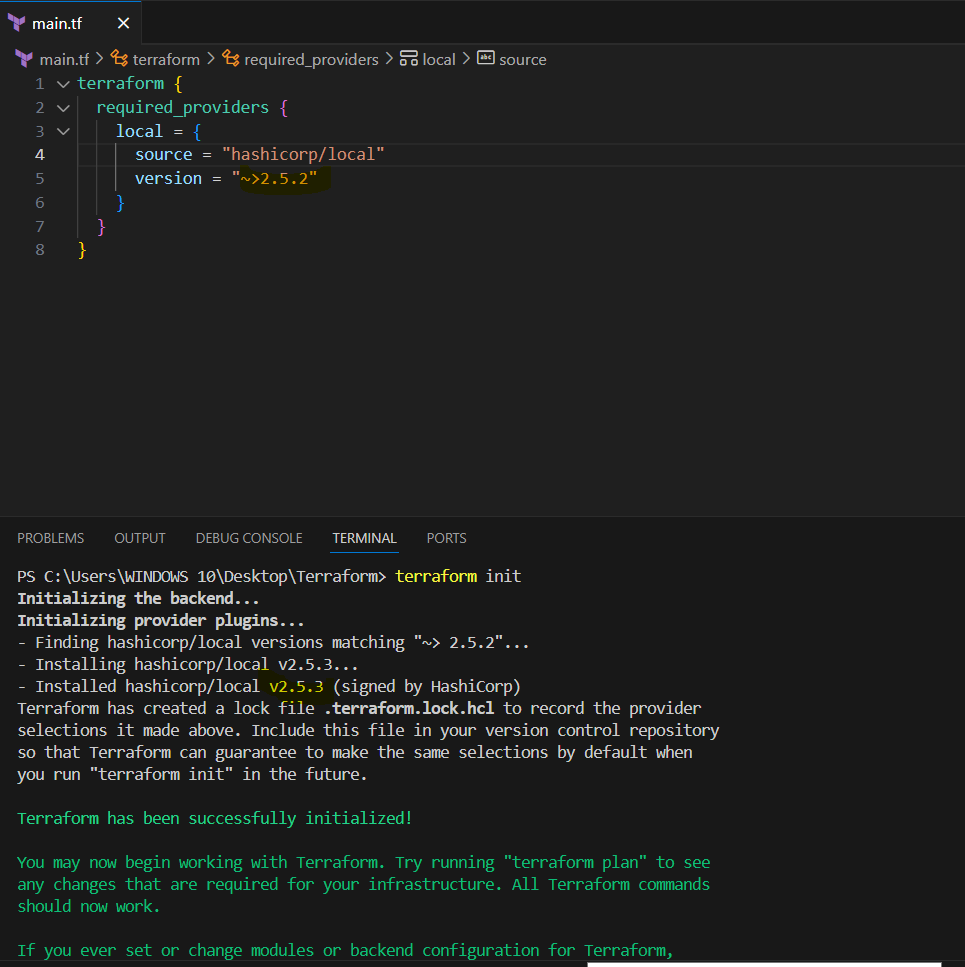 main.tf ×
main.tf > terraform > required_providers > local > abc source
1 terraform {
2 required_providers {
3 local = {
4 source = "hashicorp/local"
5 version = "~>2.5.2"
6 }
7 }
8 }
PROBLEMS OUTPUT DEBUG CONSOLE TERMINAL PORTS
PS C:\Users\WINDOWS 10\Desktop\Terraform> terraform init
Initializing the backend...
Initializing provider plugins...
- Finding hashicorp/local versions matching "~> 2.5.2"...
- Installing hashicorp/local v2.5.3...
- Installed hashicorp/local v2.5.3 (signed by HashiCorp)
Terraform has created a lock file .terraform.lock.hcl to record the provider
selections it made above. Include this file in your version control repository
so that Terraform can guarantee to make the same selections by default when
you run "terraform init" in the future.
Terraform has been successfully initialized!
You may now begin working with Terraform. Try running "terraform plan" to see
any changes that are required for your infrastructure. All Terraform commands
should now work.
If you ever set or change modules or backend configuration for Terraform,